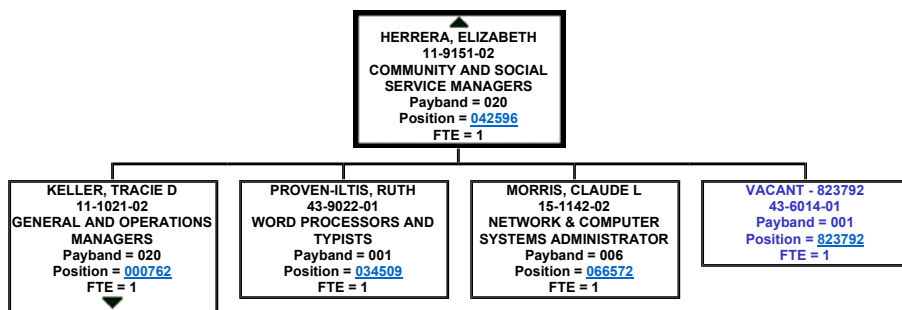 HERRERA, ELIZABETH
11-9151-02
COMMUNITY AND SOCIAL
SERVICE MANAGERS
Payband = 020
Position = 042596
FTE = 1
KELLER, TRACIE D
11-1021-02
GENERAL AND OPERATIONS
MANAGERS
Payband = 020
Position = 000762
FTE = 1
PROVEN-ILTIS, RUTH
43-9022-01
WORD PROCESSORS AND
TYPISTS
Payband = 001
Position = 034509
FTE = 1
MORRIS, CLAUDE L
15-1142-02
NETWORK & COMPUTER
SYSTEMS ADMINISTRATOR
Payband = 006
Position = 066572
FTE = 1
VACANT - 823792
43-6014-01
Payband = 001
Position = 823792
FTE = 1